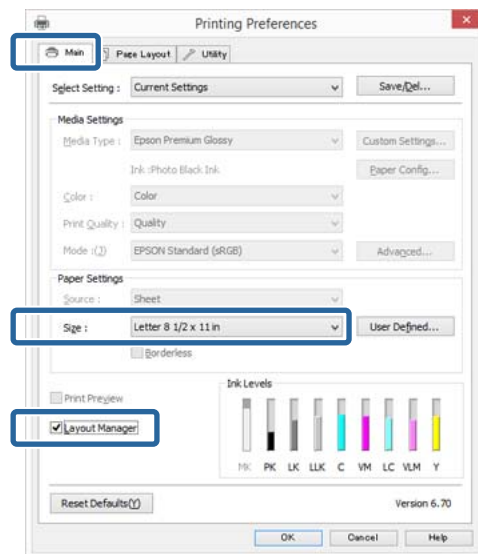 Printing Preferences
Main Page Layout Utility
Select Setting : Current Settings Save/Del...
Media Settings
Media Type : Epson Premium Glossy Custom Settings...
Ink :Photo Black Ink Paper Config...
Color : Color
Print Quality : Quality
Mode :(J) EPSON Standard (sRGB) Advanced...
Paper Settings
Source : Sheet
Size : Letter 8 1/2 x 11 in User Defined...
Borderless
Print Preview
Layout Manager
Ink Levels
MK PK LK LLK C VM LC VLM Y
Reset Defaults(Y) Version 6.70
OK Cancel Help